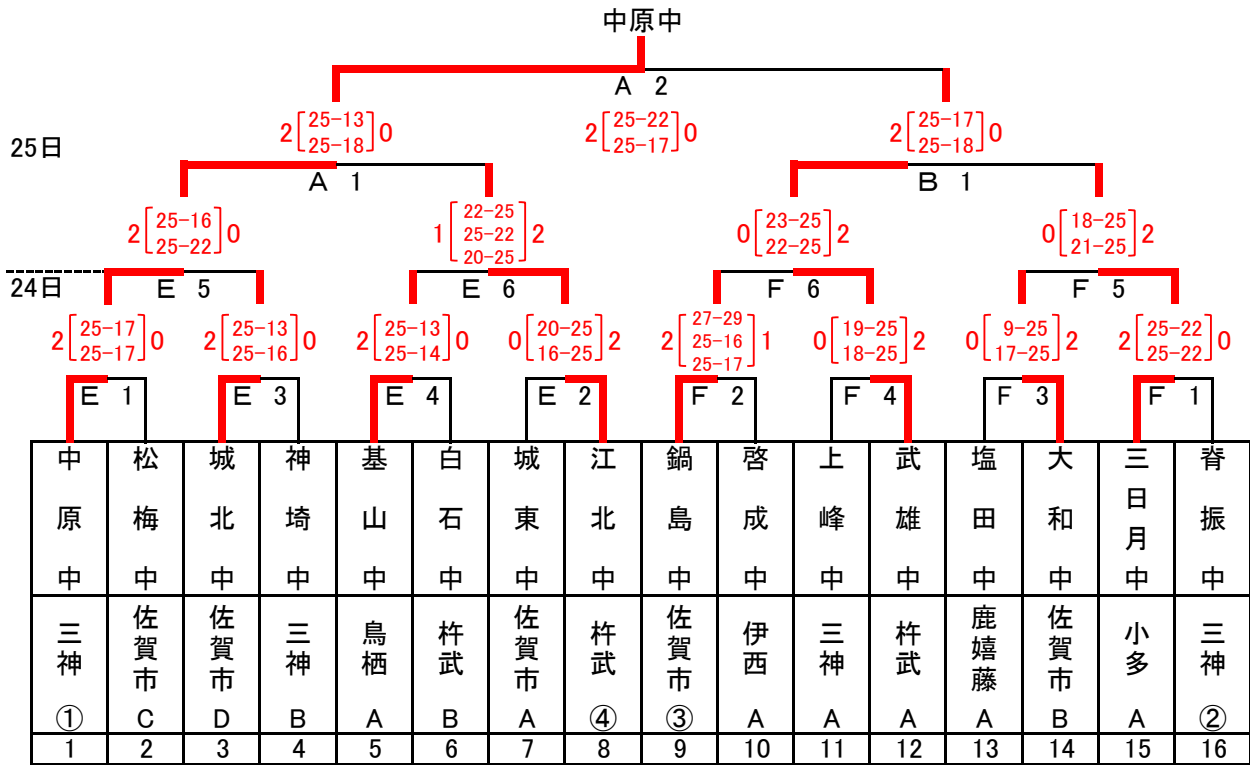 中原中
A 2
2[25-13 25-18]0 2[25-22 25-17]0 2[25-17 25-18]0
25日
A 1 B 1
2[25-16 25-22]0 1[22-25 25-22 20-25]2 0[23-25 22-25]2 0[18-25 21-25]2
24日
E 5 E 6 F 6 F 5
2[25-17 25-17]0 2[25-13 25-16]0 2[25-13 25-14]0 0[20-25 16-25]2 2[27-29 25-16 25-17]1 0[19-25 18-25]2 0[9-25 17-25]2 2[25-22 25-22]0
E 1 E 3 E 4 E 2 F 2 F 4 F 3 F 1
中原中 松梅中 城北中 神埼中 基山中 白石中 城東中 江北中 鍋島中 啓成中 上峰中 武雄中 塩田中 大和中 三日月中 脊振中
三神 佐賀市 佐賀市 三神 鳥栖 杵武 佐賀市 杵武 佐賀市 伊西 三神 杵武 鹿嬉藤 佐賀市 小多 三神
① C D B A B A ④ ③ A A A A B A ②
1 2 3 4 5 6 7 8 9 10 11 12 13 14 15 16